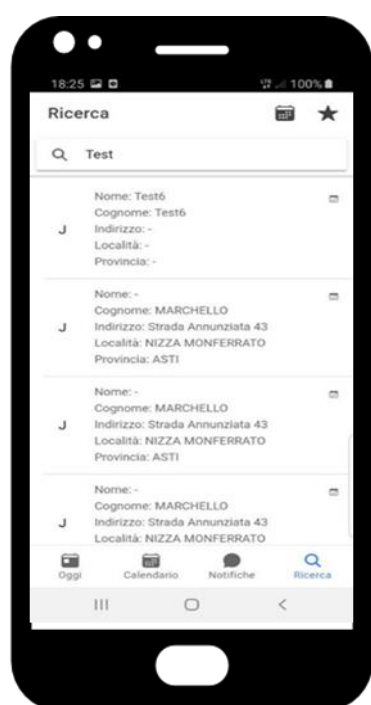 18:25 100%
Ricerca
Test
Nome: Test6
Cognome: Test6
J Indirizzo: -
Località: -
Provincia: -
Nome: -
Cognome: MARCHELLO
J Indirizzo: Strada Annunziata 43
Località: NIZZA MONFERRATO
Provincia: ASTI
Nome: -
Cognome: MARCHELLO
J Indirizzo: Strada Annunziata 43
Località: NIZZA MONFERRATO
Provincia: ASTI
Nome: -
Cognome: MARCHELLO
J Indirizzo: Strada Annunziata 43
Località: NIZZA MONFERRATO
Oggi Calendario Notifiche Ricerca